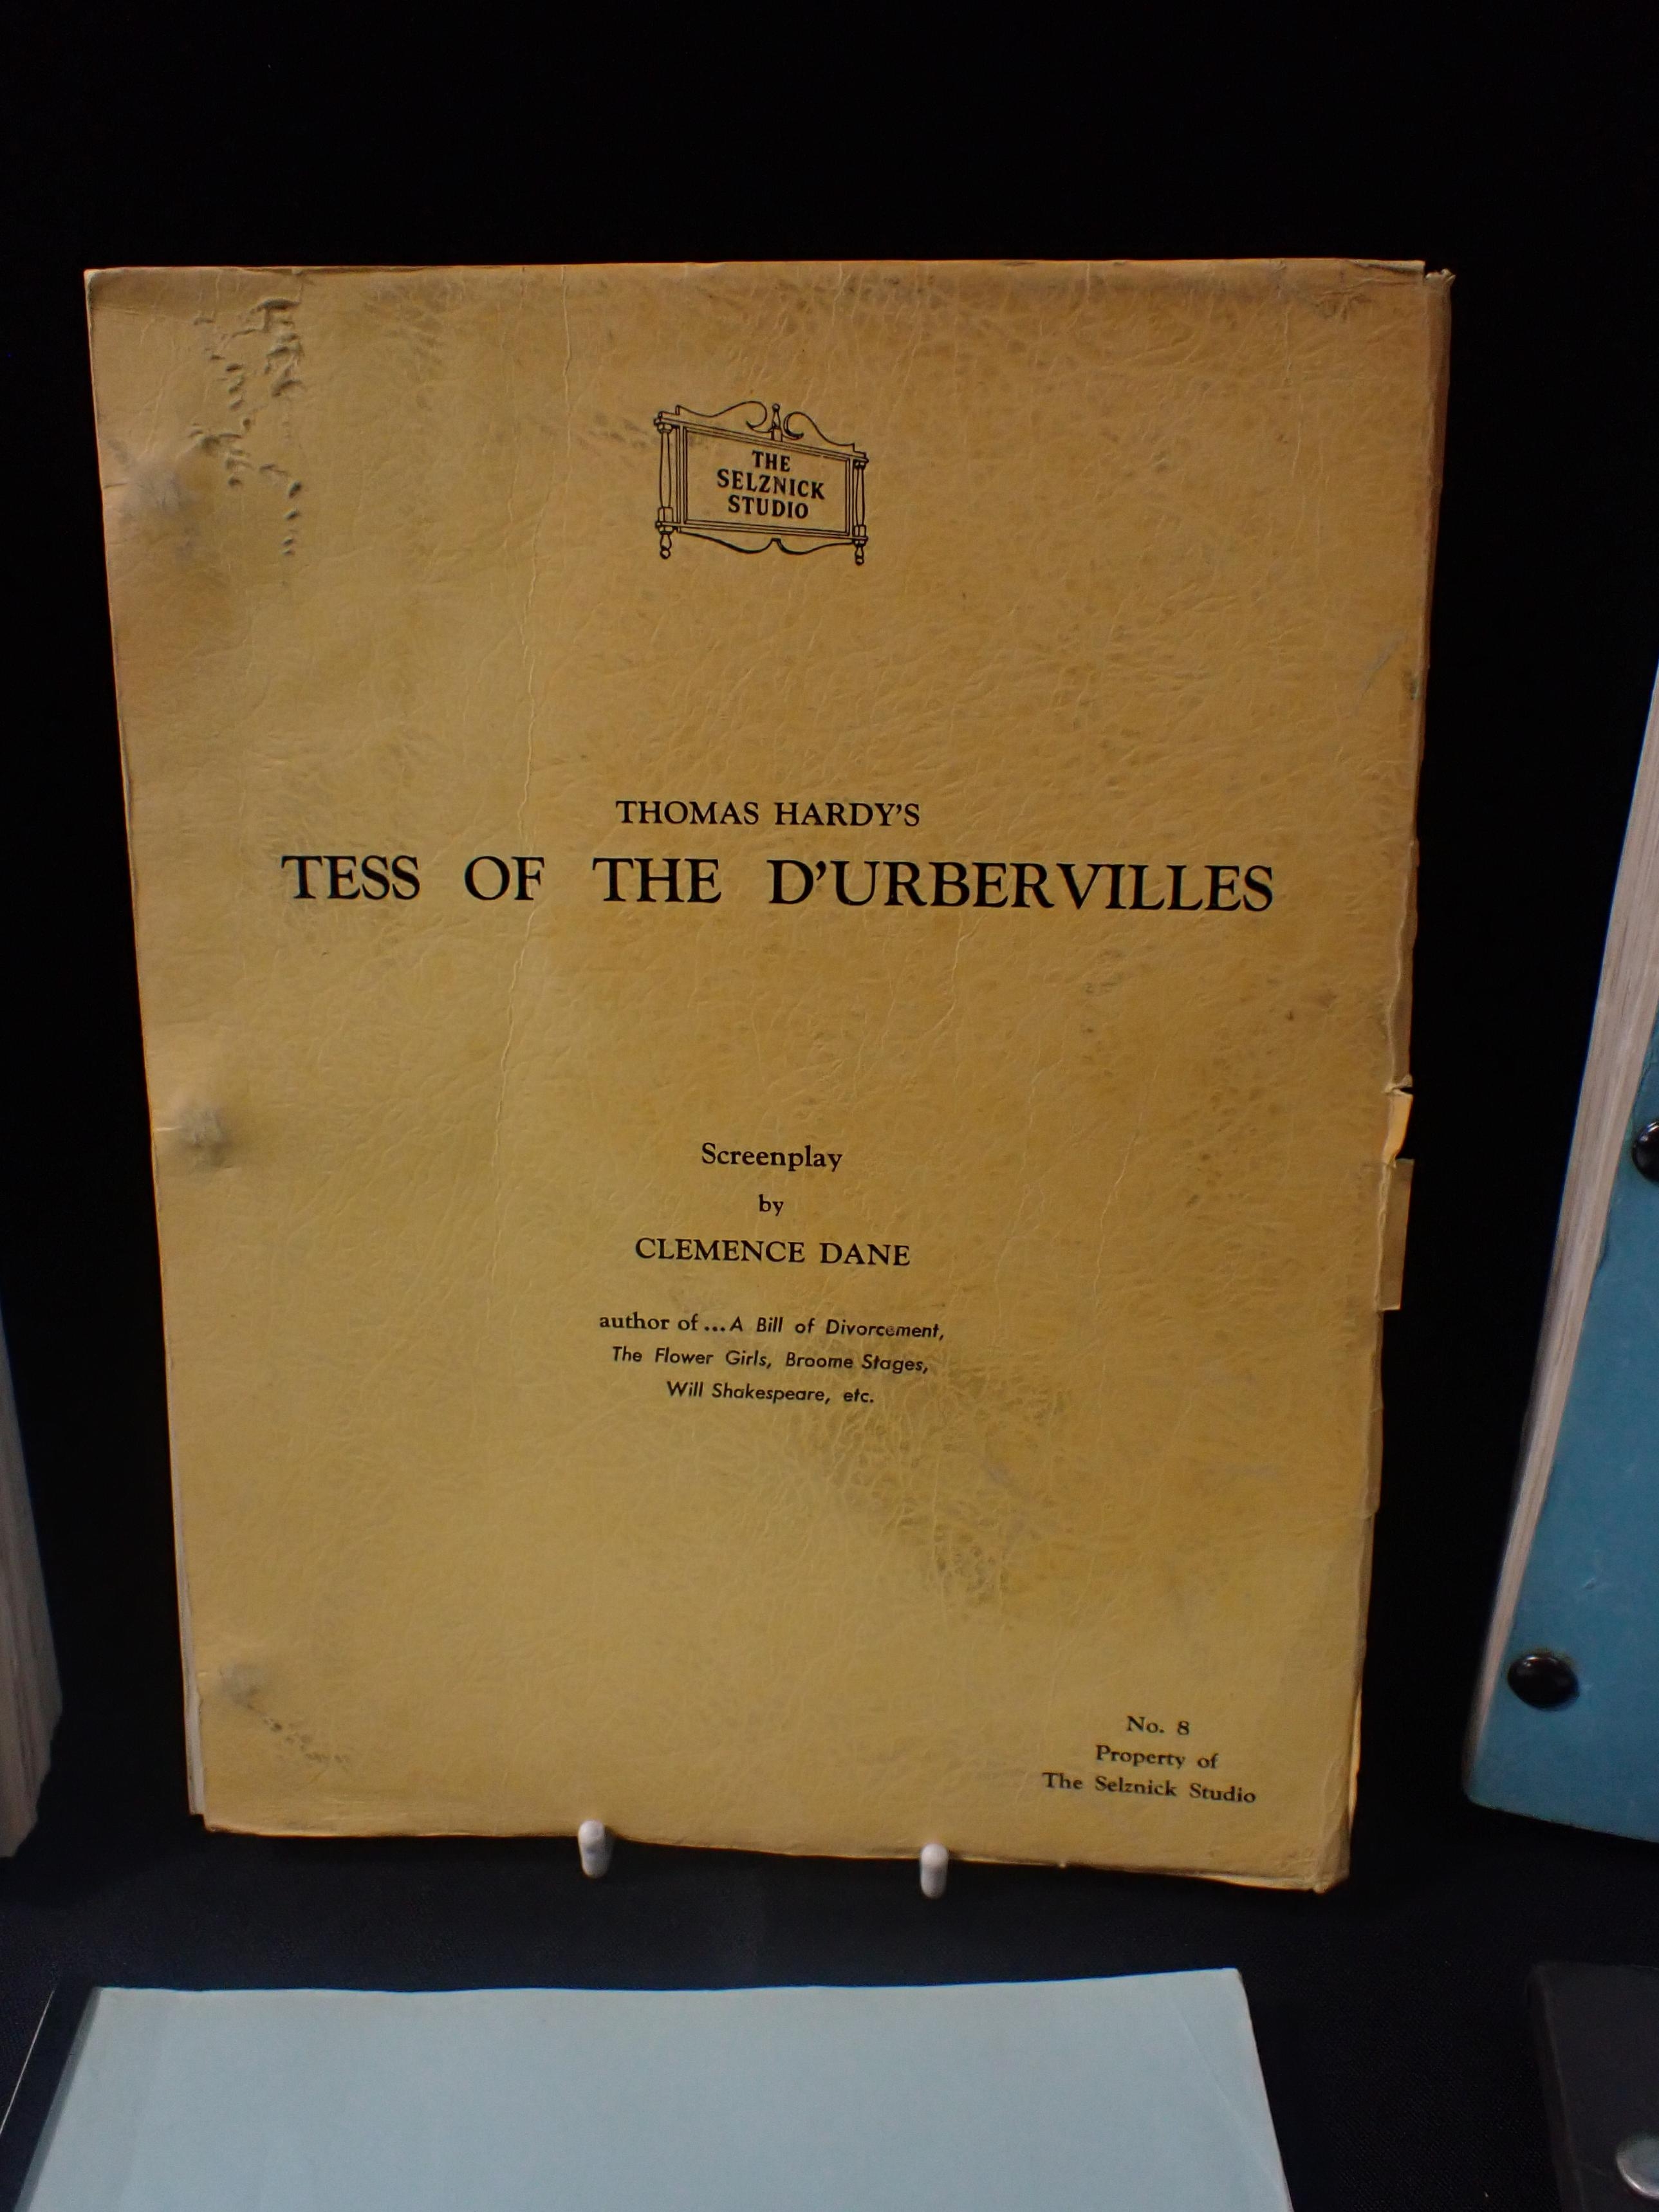 THE
SELZNICK
STUDIO
THOMAS HARDY'S
TESS OF THE D'URBERVILLES
Screenplay
by
CLEMENCE DANE
author of ... A Bill of Divorcement,
The Flower Girls, Broome Stages,
Will Shakespeare, etc.
No. 8
Property of
The Selznick Studio